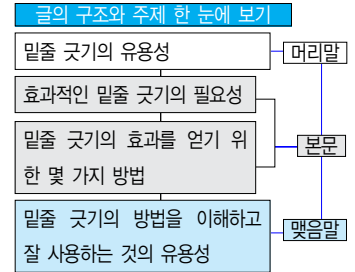 글의 구조와 주제 한 눈에 보기
밑줄 긋기의 유용성
머리말
효과적인 밑줄 긋기의 필요성
밑줄 긋기의 효과를 얻기 위
한 몇 가지 방법
본문
밑줄 긋기의 방법을 이해하고
잘 사용하는 것의 유용성
맺음말